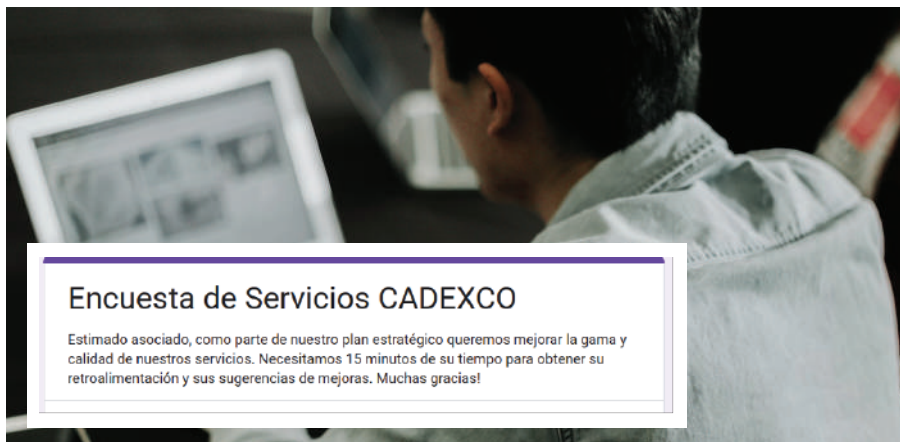 Encuesta de Servicios CADEXCO
Estimado asociado, como parte de nuestro plan estratégico queremos mejorar la gama y
calidad de nuestros servicios. Necesitamos 15 minutos de su tiempo para obtener su
retroalimentación y sus sugerencias de mejoras. Muchas gracias!